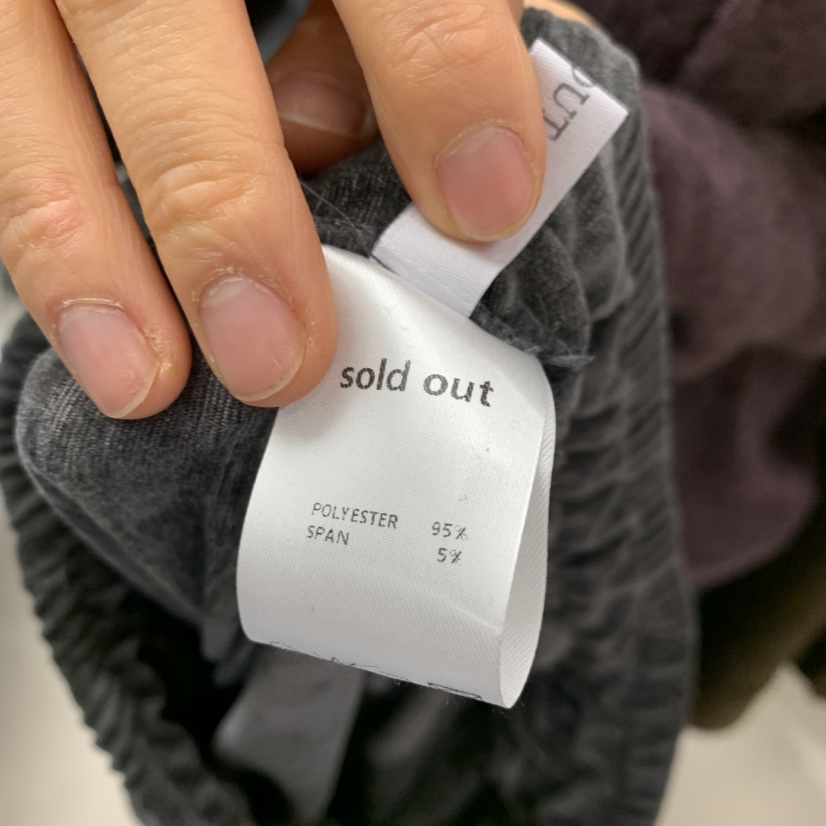 sold out
POLYESTER 95%
SPAN 5%